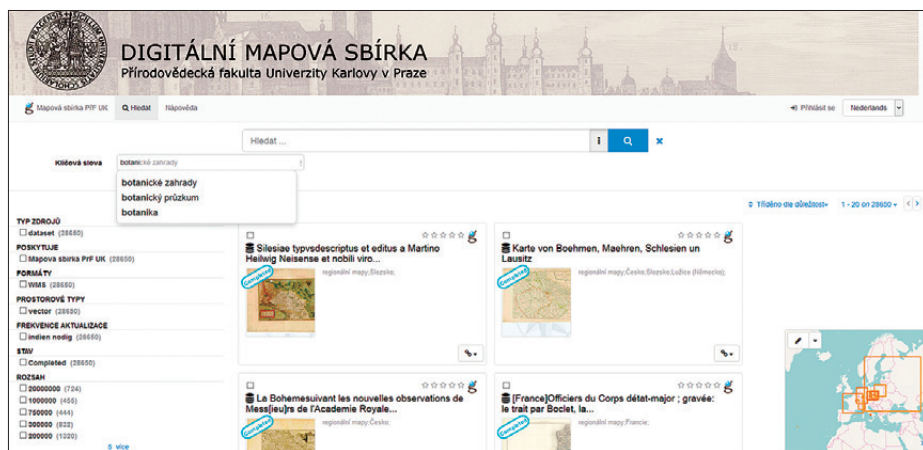 DIGITÁLNÍ MAPOVÁ SBÍRKA
Přírodovědecká fakulta Univerzity Karlovy v Praze
Mapová sbírka PřF UK Hledat Nápověda Přihlásit se Nederlands
Hledat ...
Klíčová slova botanické zahrady
botanické zahrady
botanický průzkum
botanika
Tříděno dle důležitosti 1 - 20 on 28650
TYP ZDROJŮ
dataset (28650)
POSKYTUJE
Mapova sbirka PřF UK (28650)
FORMÁTY
WMS (28650)
PROSTOROVÉ TYPY
vector (28650)
FREKVENCE AKTUALIZACE
indien nodig (28650)
STAV
Completed (28650)
ROZSAH
20000000 (724)
1000000 (455)
750000 (444)
300000 (832)
200000 (1320)
5 více
Silesiae typvsdescriptus et editus a Martino
Heilwig Neisense et nobili viro...
Completed
regionální mapy;Slezsko;
Karte von Boehmen, Maehren, Schlesien un
Lausitz
Completed
regionální mapy;Česko;Slezsko;Lužice (Německo);
La Bohemesuivant les nouvelles observations de
Mess[ieu]rs de l'Academie Royale...
Completed
regionální mapy;Česko;
[France]Officiers du Corps détat-major ; gravée:
le trait par Boclet, la...
Completed
regionální mapy;Francie;